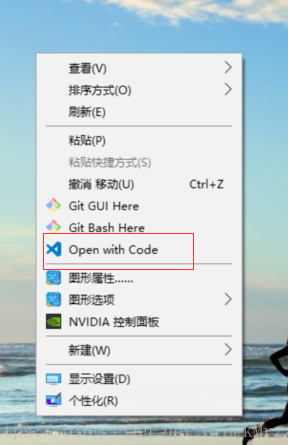 查看(V)
排序方式(O)
刷新(E)
粘贴(P)
粘贴快捷方式(S)
撤消 移动(U) Ctrl+Z
Git GUI Here
Git Bash Here
Open with Code
图形属性……
图形选项
NVIDIA 控制面板
新建(W)
显示设置(D)
个性化(R)